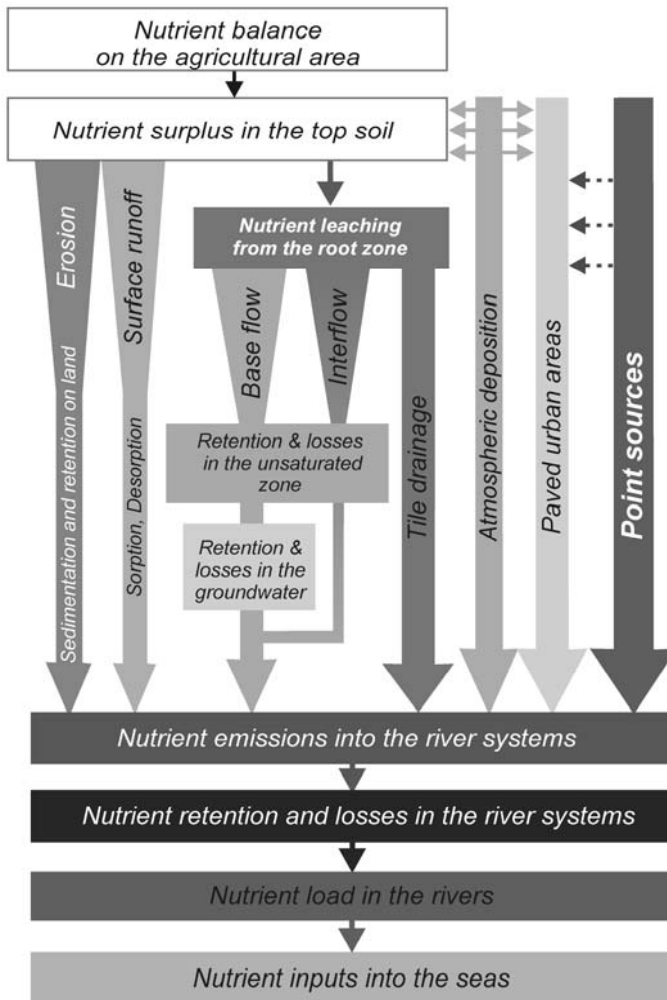 Nutrient balance
on the agricultural area
Nutrient surplus in the top soil
Erosion
Sedimentation and retention on land
Surface runoff
Sorption, Desorption
Nutrient leaching
from the root zone
Base flow
Interflow
Retention & losses
in the unsaturated
zone
Retention &
losses in the
groundwater
Tile drainage
Atmospheric deposition
Paved urban areas
Point sources
Nutrient emissions into the river systems
Nutrient retention and losses in the river systems
Nutrient load in the rivers
Nutrient inputs into the seas